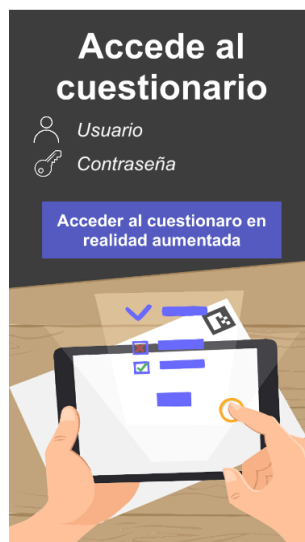 Accede al
cuestionario
Usuario
Contraseña
Acceder al cuestionaro en
realidad aumentada